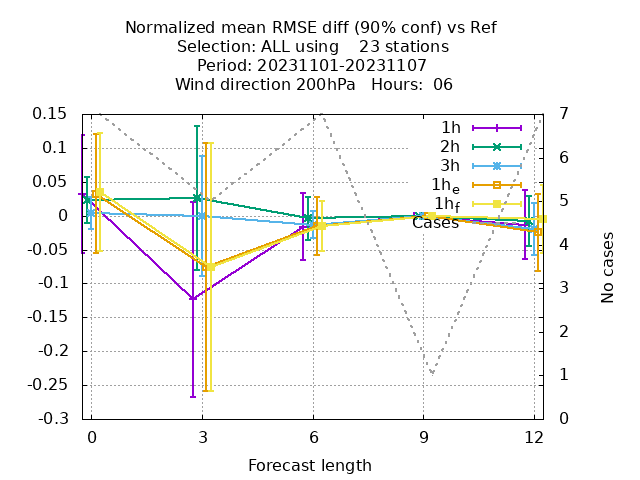 Normalized mean RMSE diff (90% conf) vs Ref
Selection: ALL using    23 stations
Period: 20231101-20231107
Wind direction 200hPa   Hours:  06
0.15
0.1
0.05
0
-0.05
-0.1
-0.15
-0.2
-0.25
-0.3
7
6
5
4
3
2
1
0
1h
2h
3h
1he
1hf
Cases
No cases
0
3
6
9
12
Forecast length